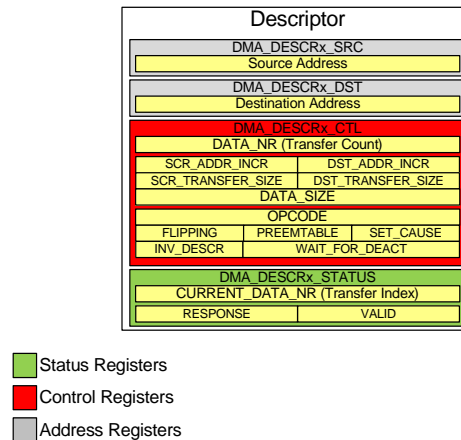 Descriptor
DMA_DESCRx_SRC
Source Address
DMA_DESCRx_DST
Destination Address
DMA_DESCRx_CTL
DATA_NR (Transfer Count)
SCR_ADDR_INCR DST_ADDR_INCR
SCR_TRANSFER_SIZE DST_TRANSFER_SIZE
DATA_SIZE
OPCODE
FLIPPING PREEMTABLE SET_CAUSE
INV_DESCR WAIT_FOR_DEACT
DMA_DESCRx_STATUS
CURRENT_DATA_NR (Transfer Index)
RESPONSE VALID
Status Registers
Control Registers
Address Registers